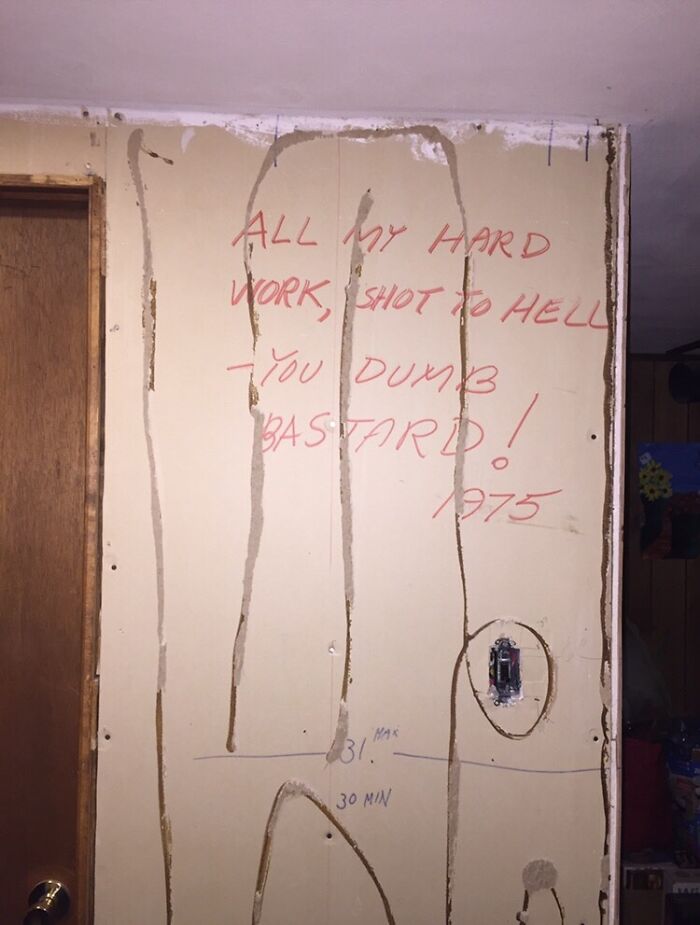 ALL MY HARD
WORK, SHOT TO HELL
-YOU DUMB
BASTARD!
1975
31. MAX
30 MIN